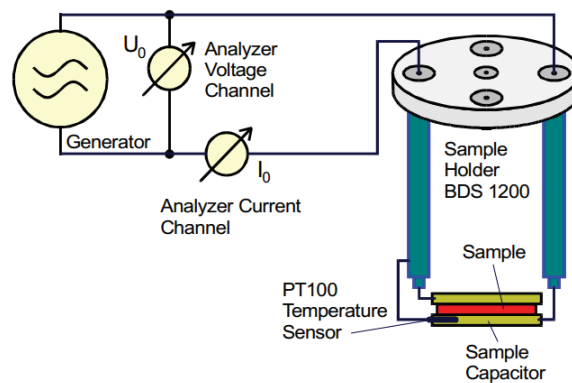 U0
Analyzer
Voltage
Channel
Generator
I0
Analyzer Current
Channel
Sample
Holder
BDS 1200
Sample
PT100
Temperature
Sensor
Sample
Capacitor